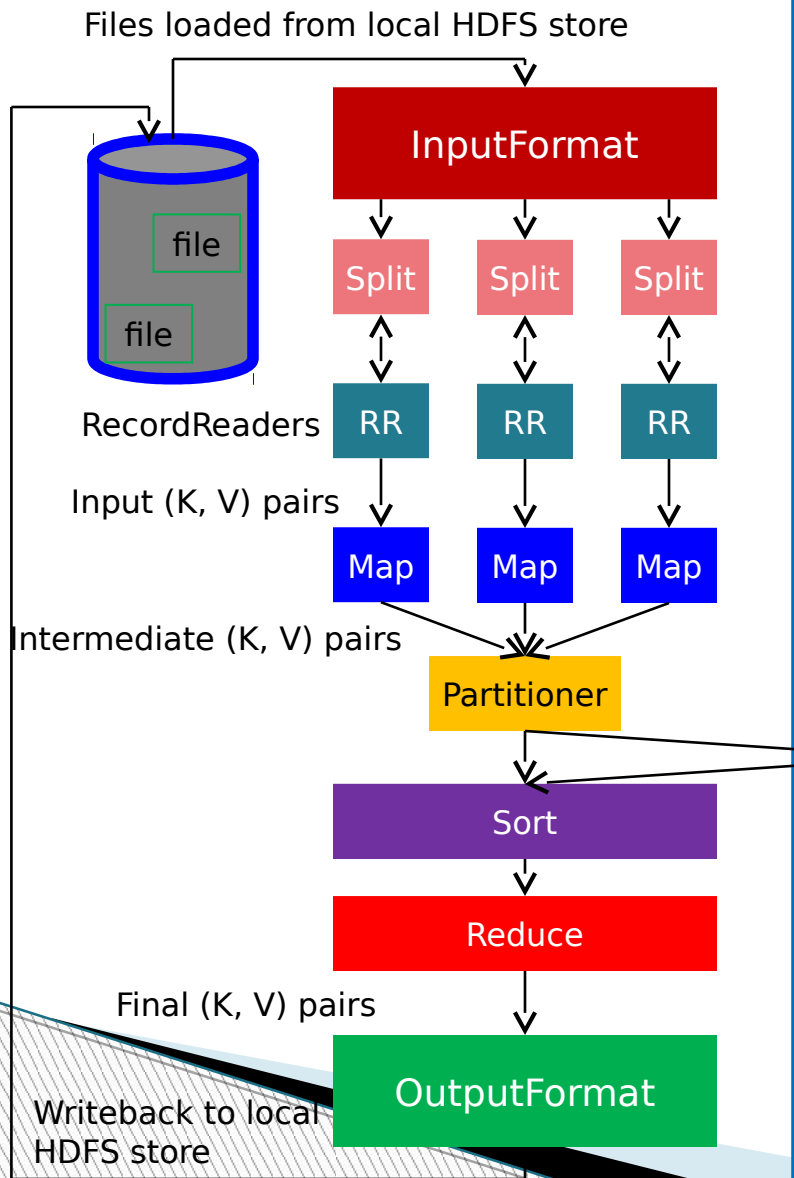 Files loaded from local HDFS store
InputFormat
file
file
Split
Split
Split
RecordReaders
RR
RR
RR
Input (K, V) pairs
Map
Map
Map
Intermediate (K, V) pairs
Partitioner
Sort
Reduce
Final (K, V) pairs
OutputFormat
Writeback to local
HDFS store